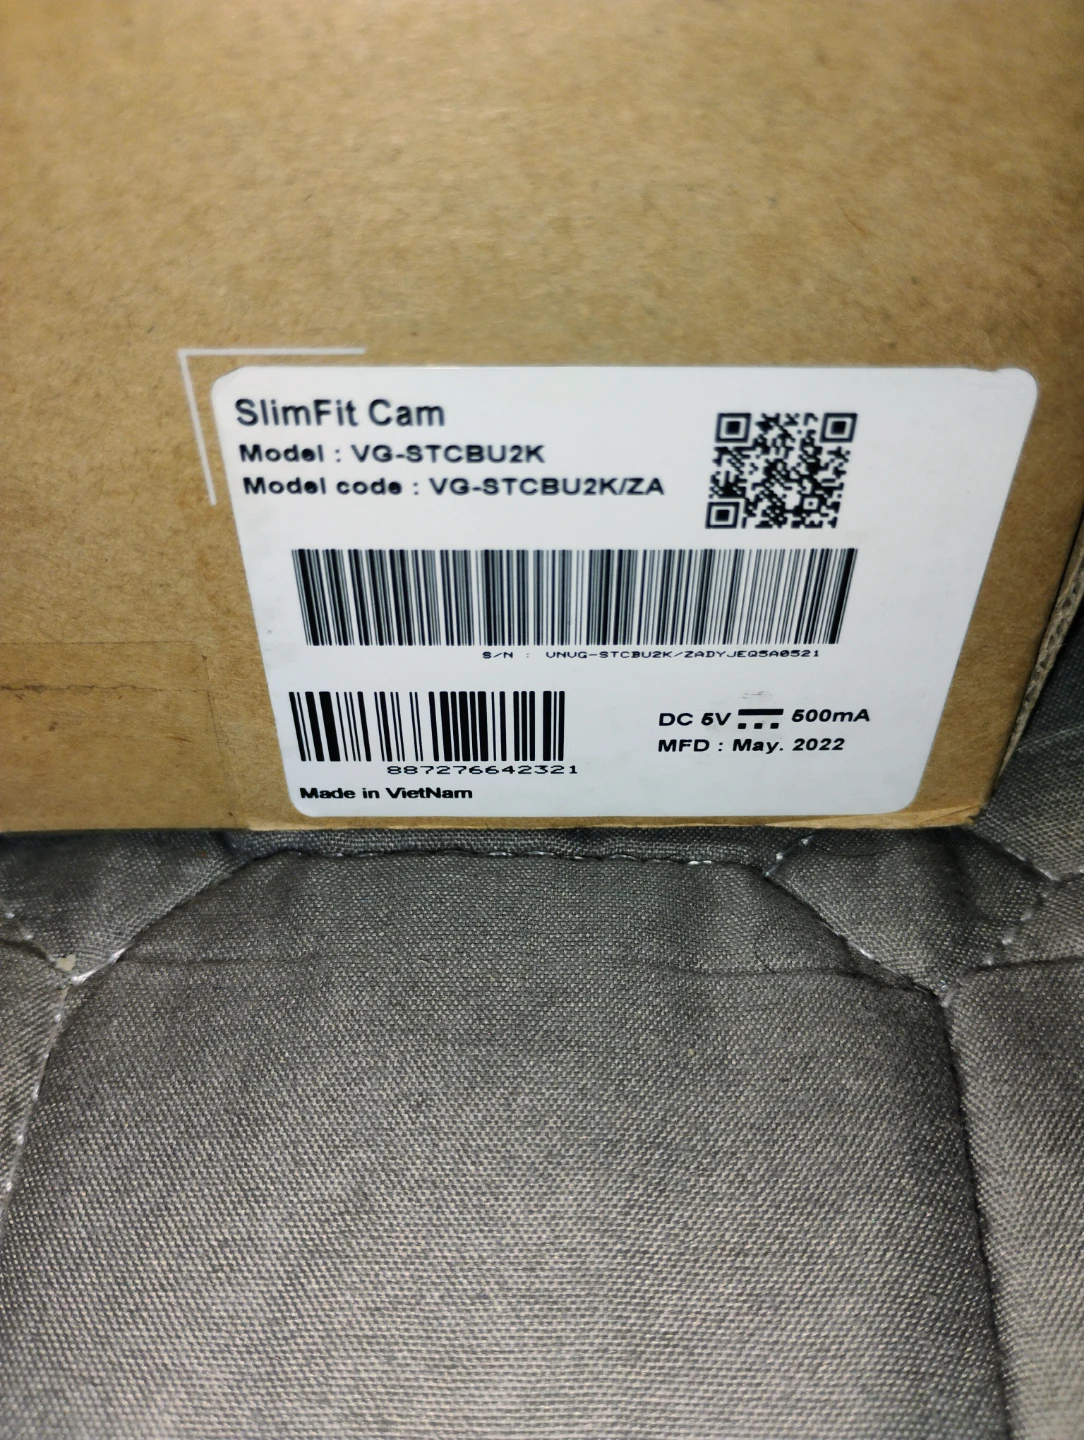 SlimFit Cam
Model : VG-STCBU2K
Model code : VG-STCBU2K/ZA
S/N : VNVG-STCBU2K/ZADYJEQ5A0521
887276642321
Made in VietNam
DC 5V 500mA
MFD : May. 2022